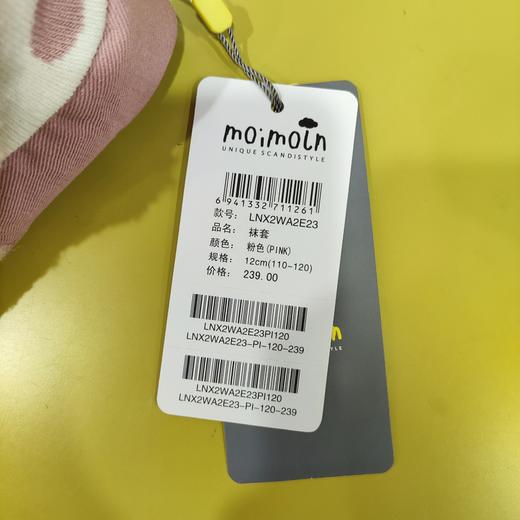 moimoln
UNIQUE SCANDISTYLE
6 941332 711261
款号: LNX2WA2E23
品名: 袜套
颜色: 粉色(PINK)
规格: 12cm(110-120)
价格: 239.00
LNX2WA2E23PI120
LNX2WA2E23-PI-120-239
LNX2WA2E23PI120
LNX2WA2E23-PI-120-239